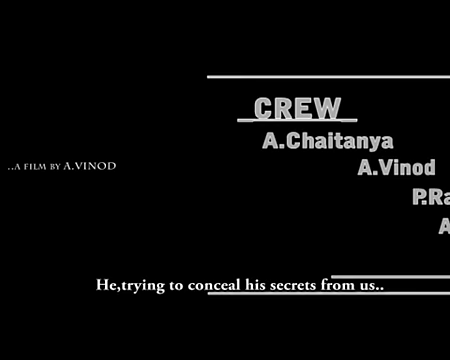 CREW
A.Chaitanya
..A FILM BY A.VINOD
A.Vinod
He,trying to conceal his secrets from us..